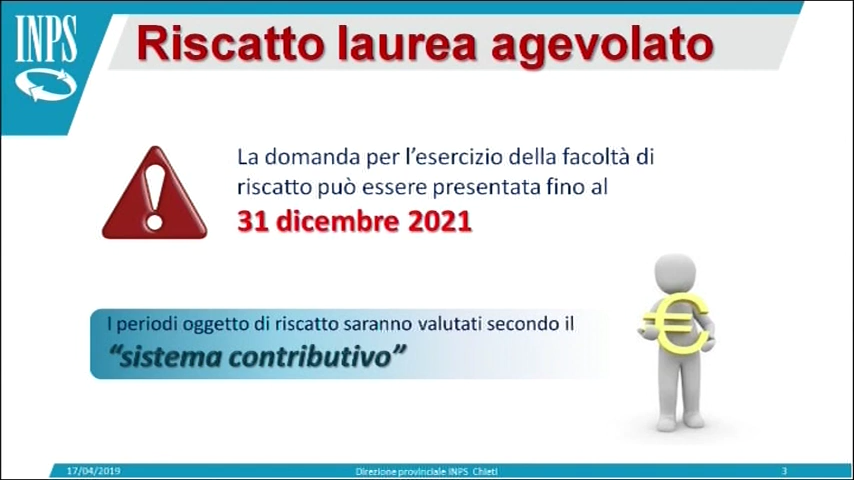 INPS
Riscatto laurea agevolato
La domanda per l'esercizio della facoltà di
riscatto può essere presentata fino al
31 dicembre 2021
I periodi oggetto di riscatto saranno valutati secondo il
“sistema contributivo”
17/04/2019
Direzione provinciale INPS Chieti
3